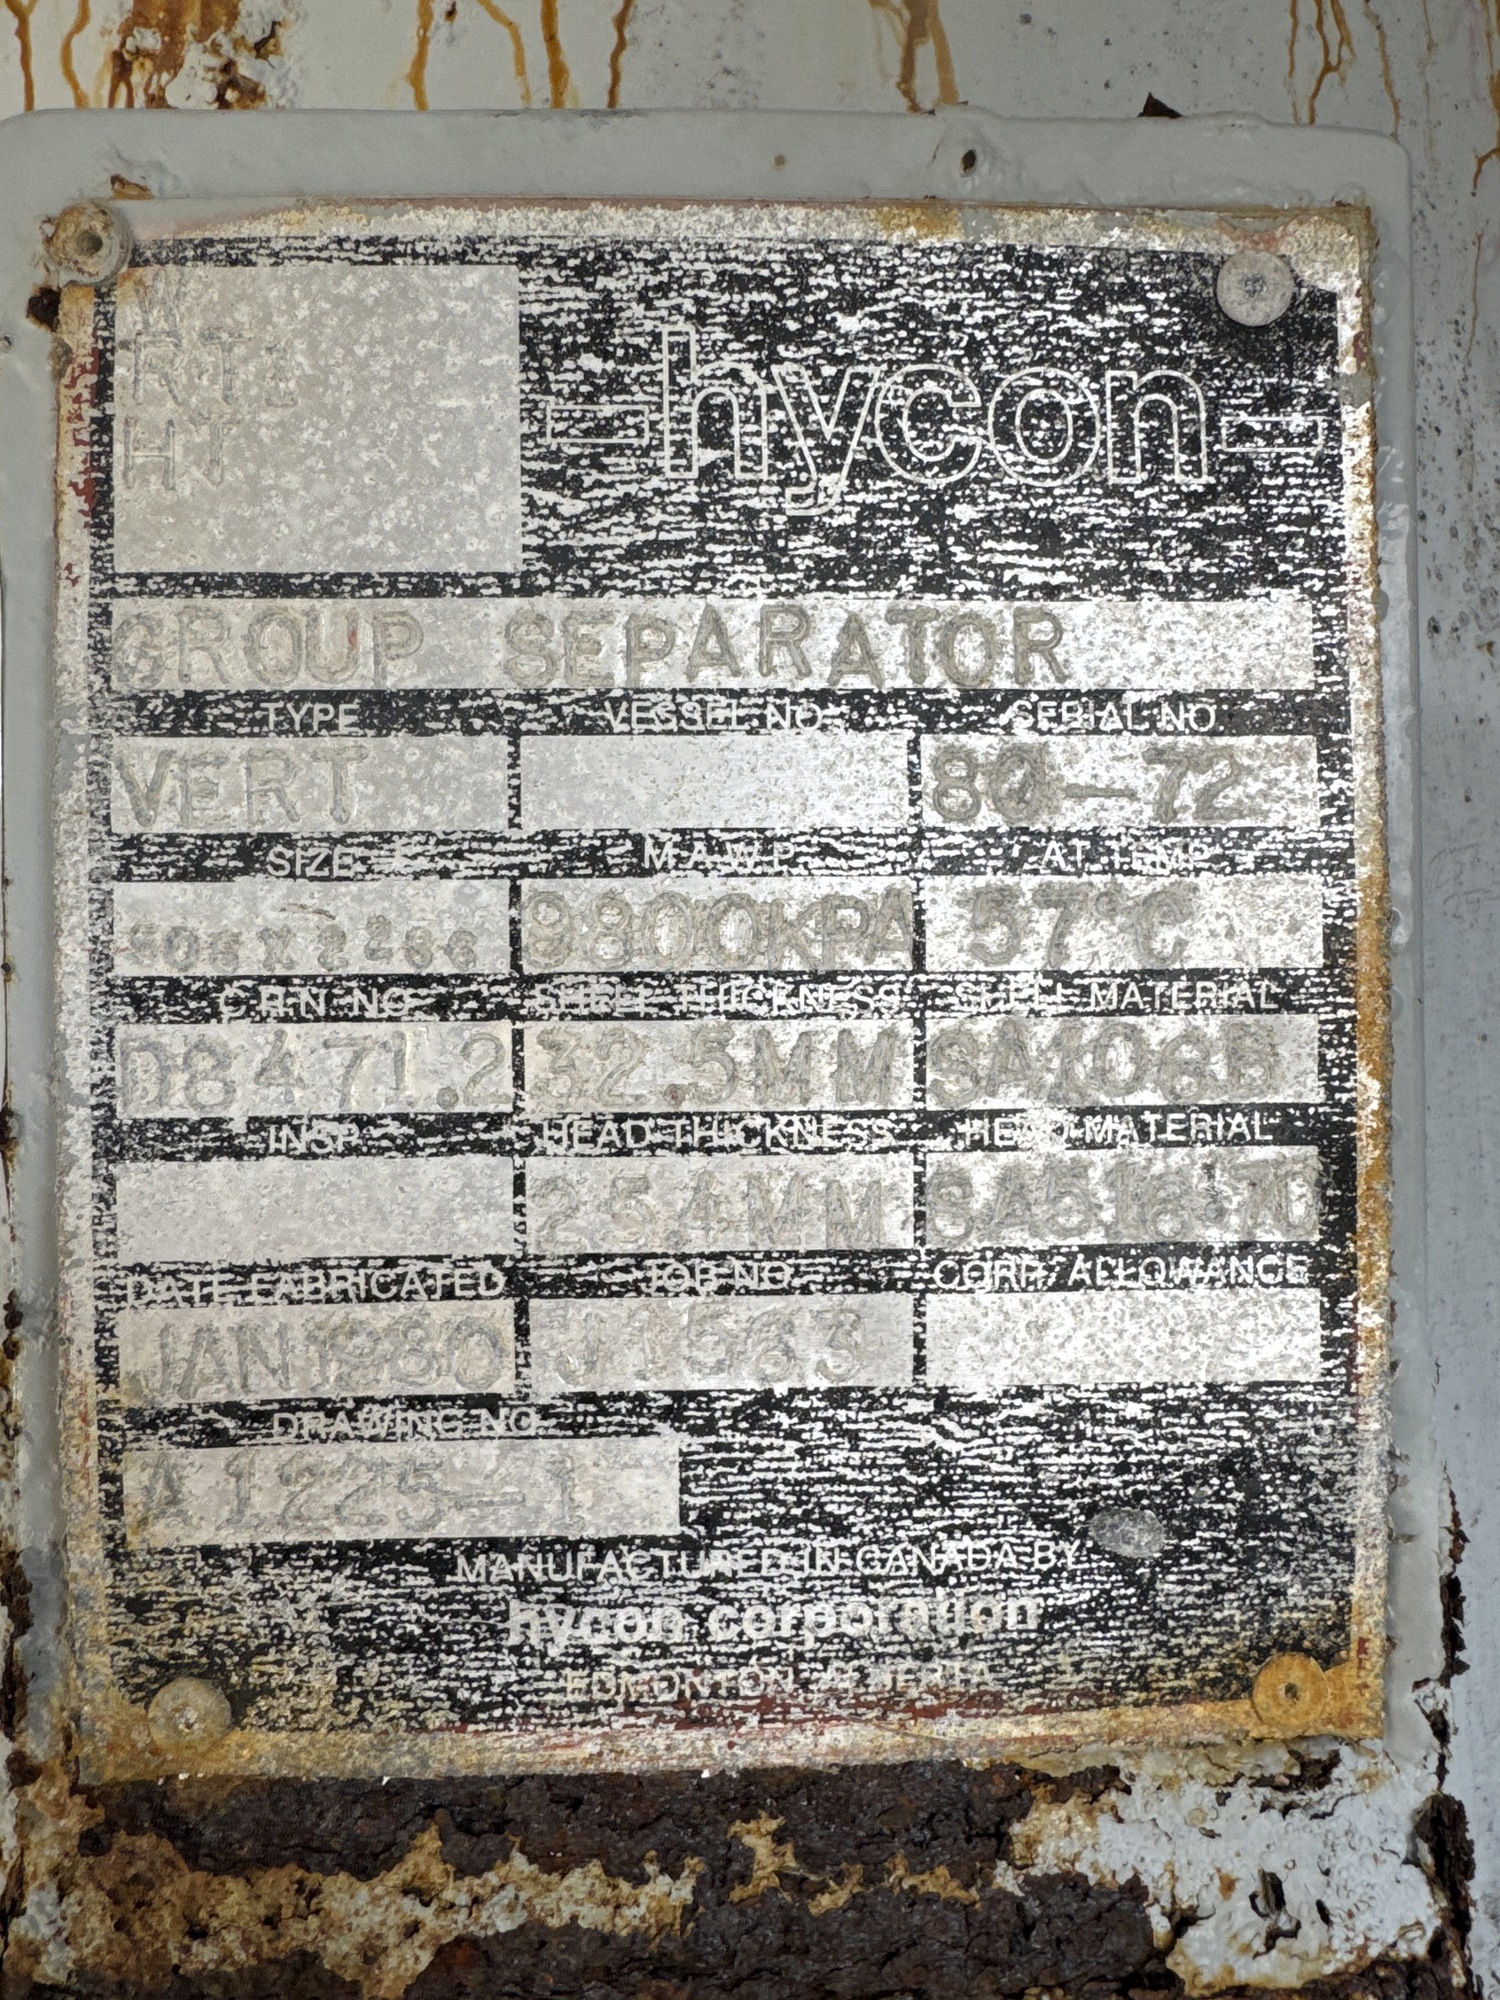 W
RT
HT
-hycon-
GROUP SEPARATOR
TYPE VESSEL NO. SERIAL NO.
VERT 80-72
SIZE M.A.W.P. AT TEMP.
9800KPA 57°C
C.R.N. NO. SHELL THICKNESS SHELL MATERIAL
D8471.2 32.5MM SA106B
INSP. HEAD THICKNESS HEAD MATERIAL
25.4MM SA516-70
DATE FABRICATED JOB NO. CORR. ALLOWANCE
JAN1980 J1563
DRAWING NO.
A1225-1
MANUFACTURED IN CANADA BY
hycon corporation
EDMONTON ALBERTA